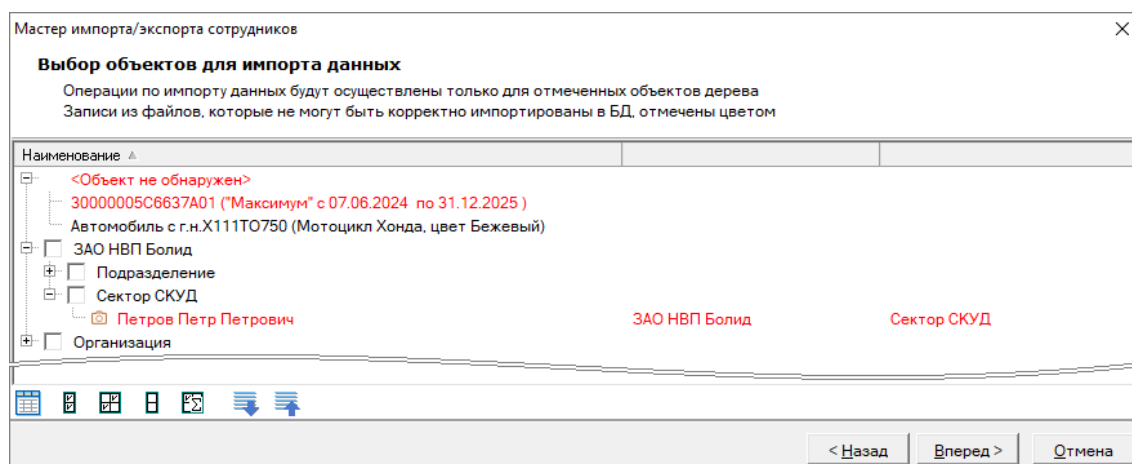 Мастер импорта/экспорта сотрудников
Выбор объектов для импорта данных
Операции по импорту данных будут осуществлены только для отмеченных объектов дерева
Записи из файлов, которые не могут быть корректно импортированы в БД, отмечены цветом
Наименование
<Объект не обнаружен>
30000005C6637A01 ("Максимум" с 07.06.2024 по 31.12.2025 )
Автомобиль с г.н.X111TO750 (Мотоцикл Хонда, цвет Бежевый)
ЗАО НВП Болид
Подразделение
Сектор СКУД
Петров Петр Петрович ЗАО НВП Болид Сектор СКУД
Организация
< Назад Вперед > Отмена